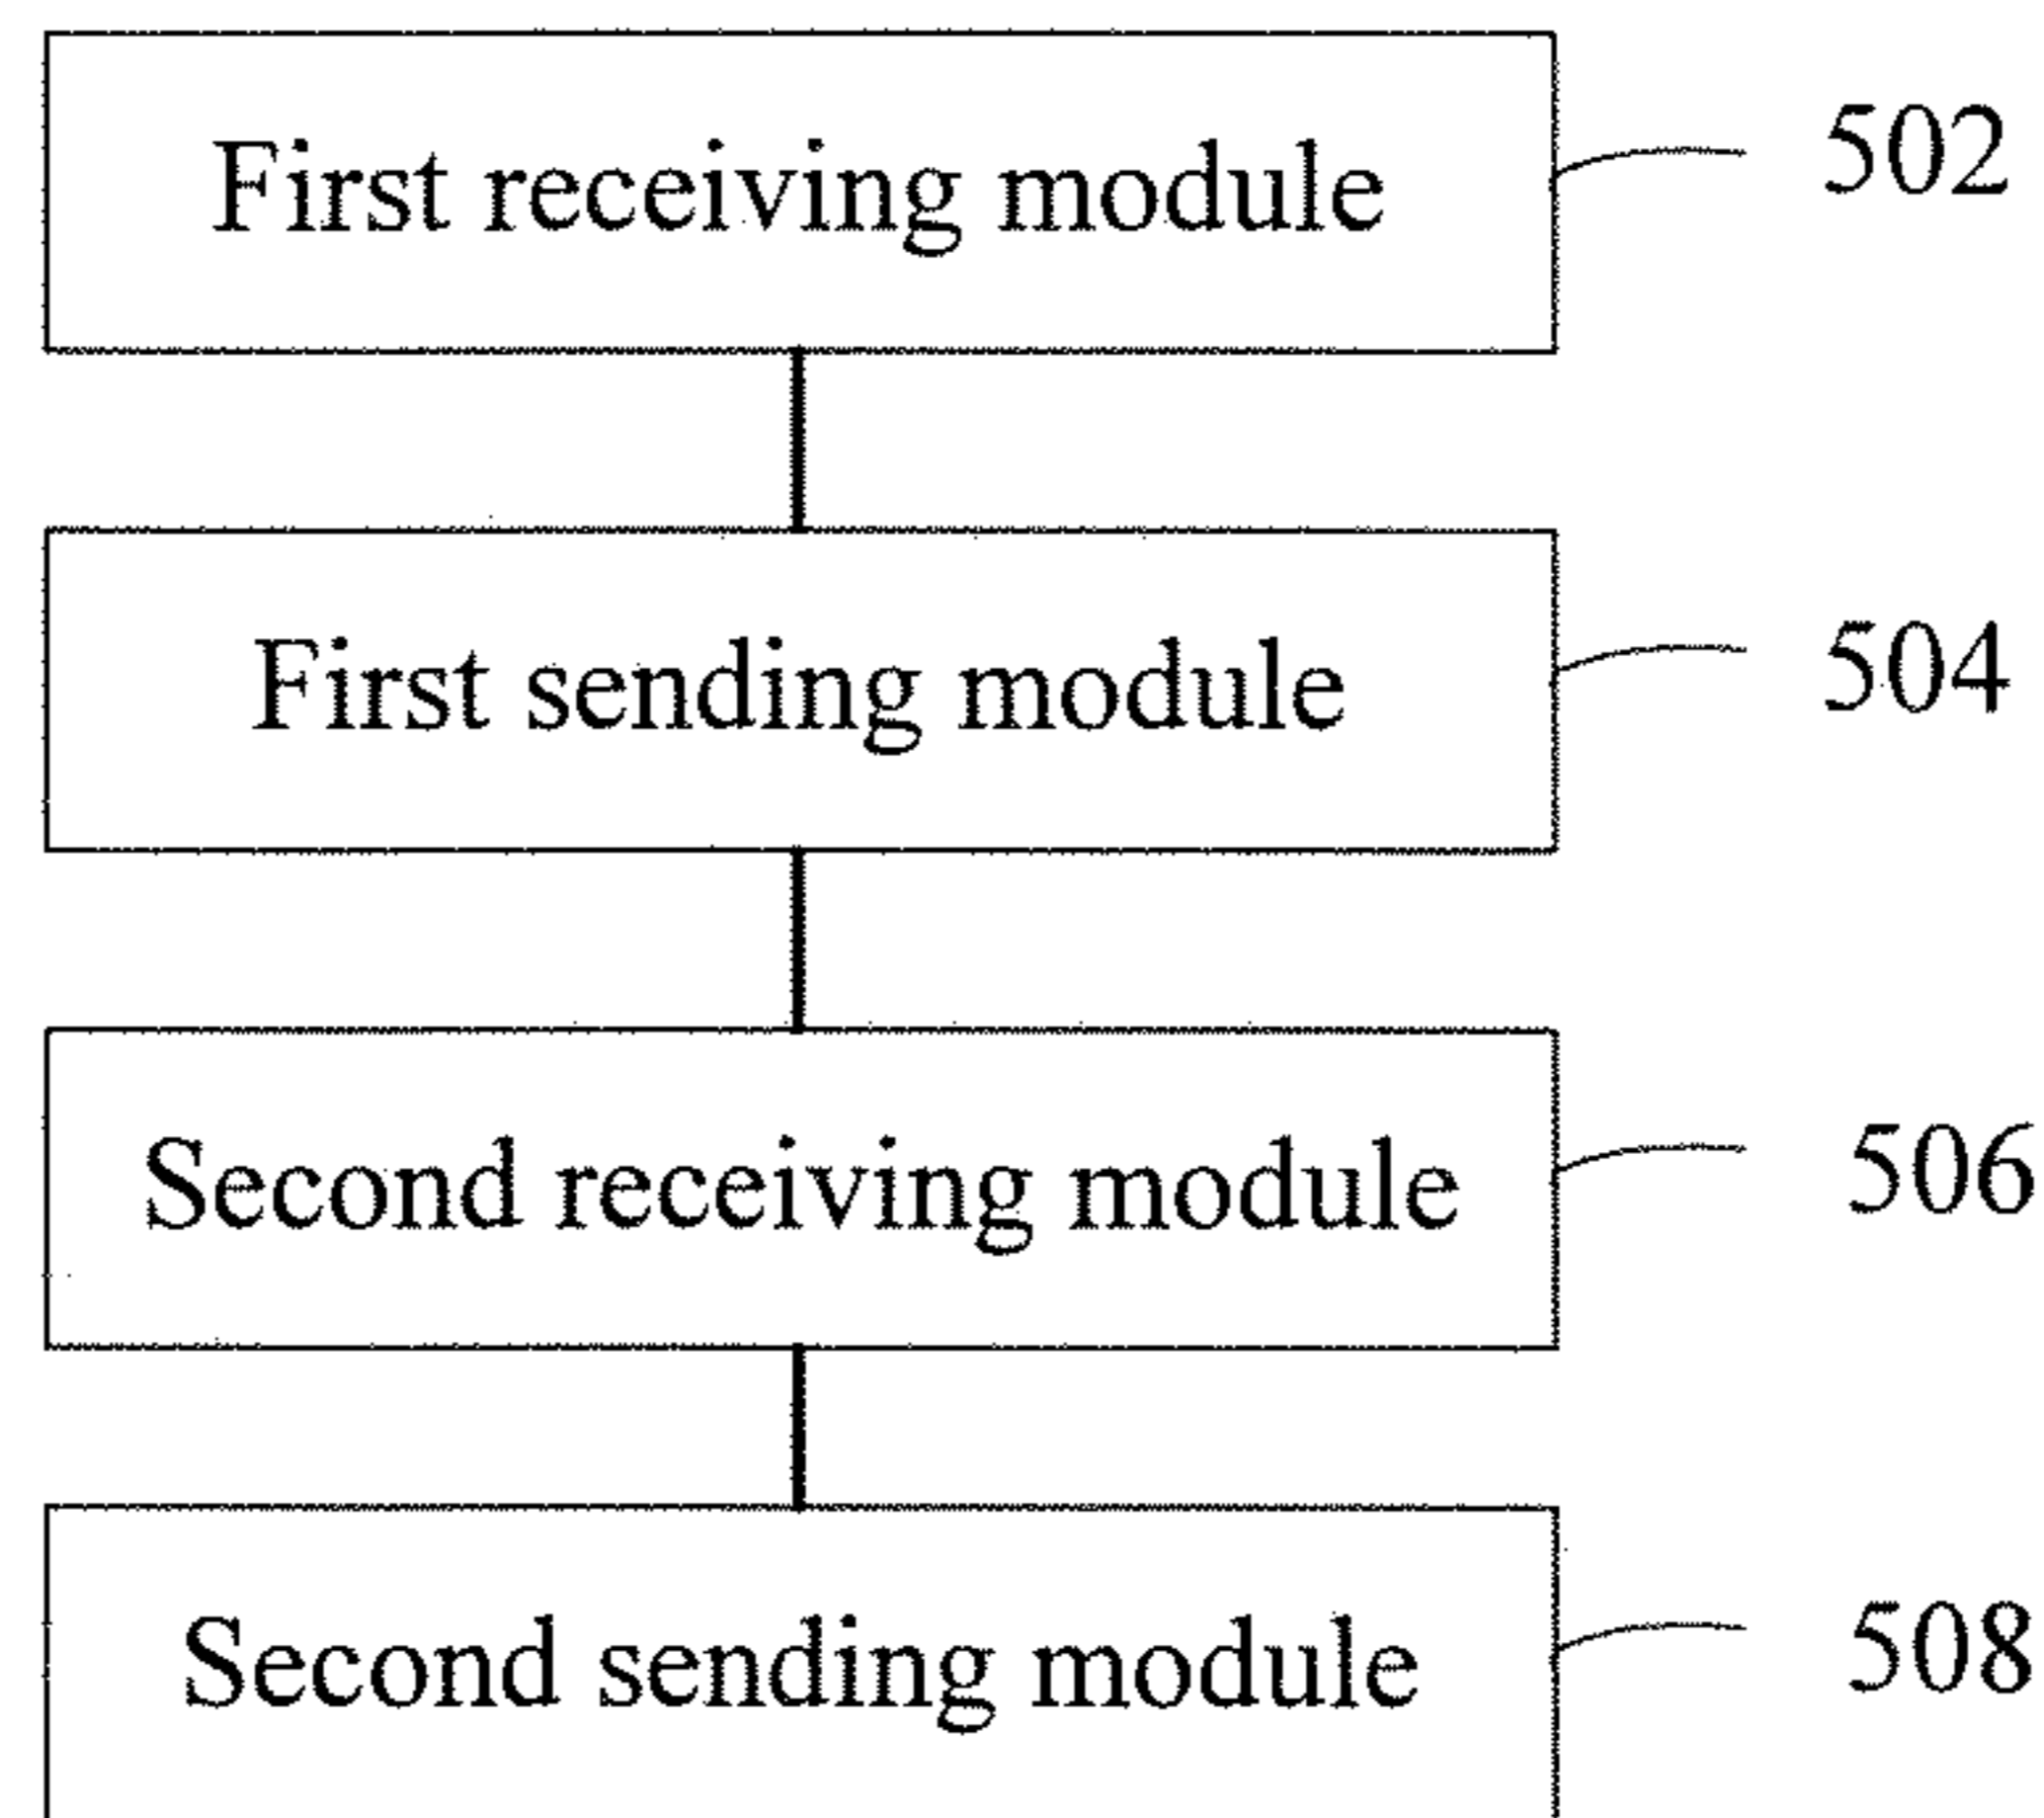 First receiving module 502
First sending module 504
Second receiving module 506
Second sending module 508